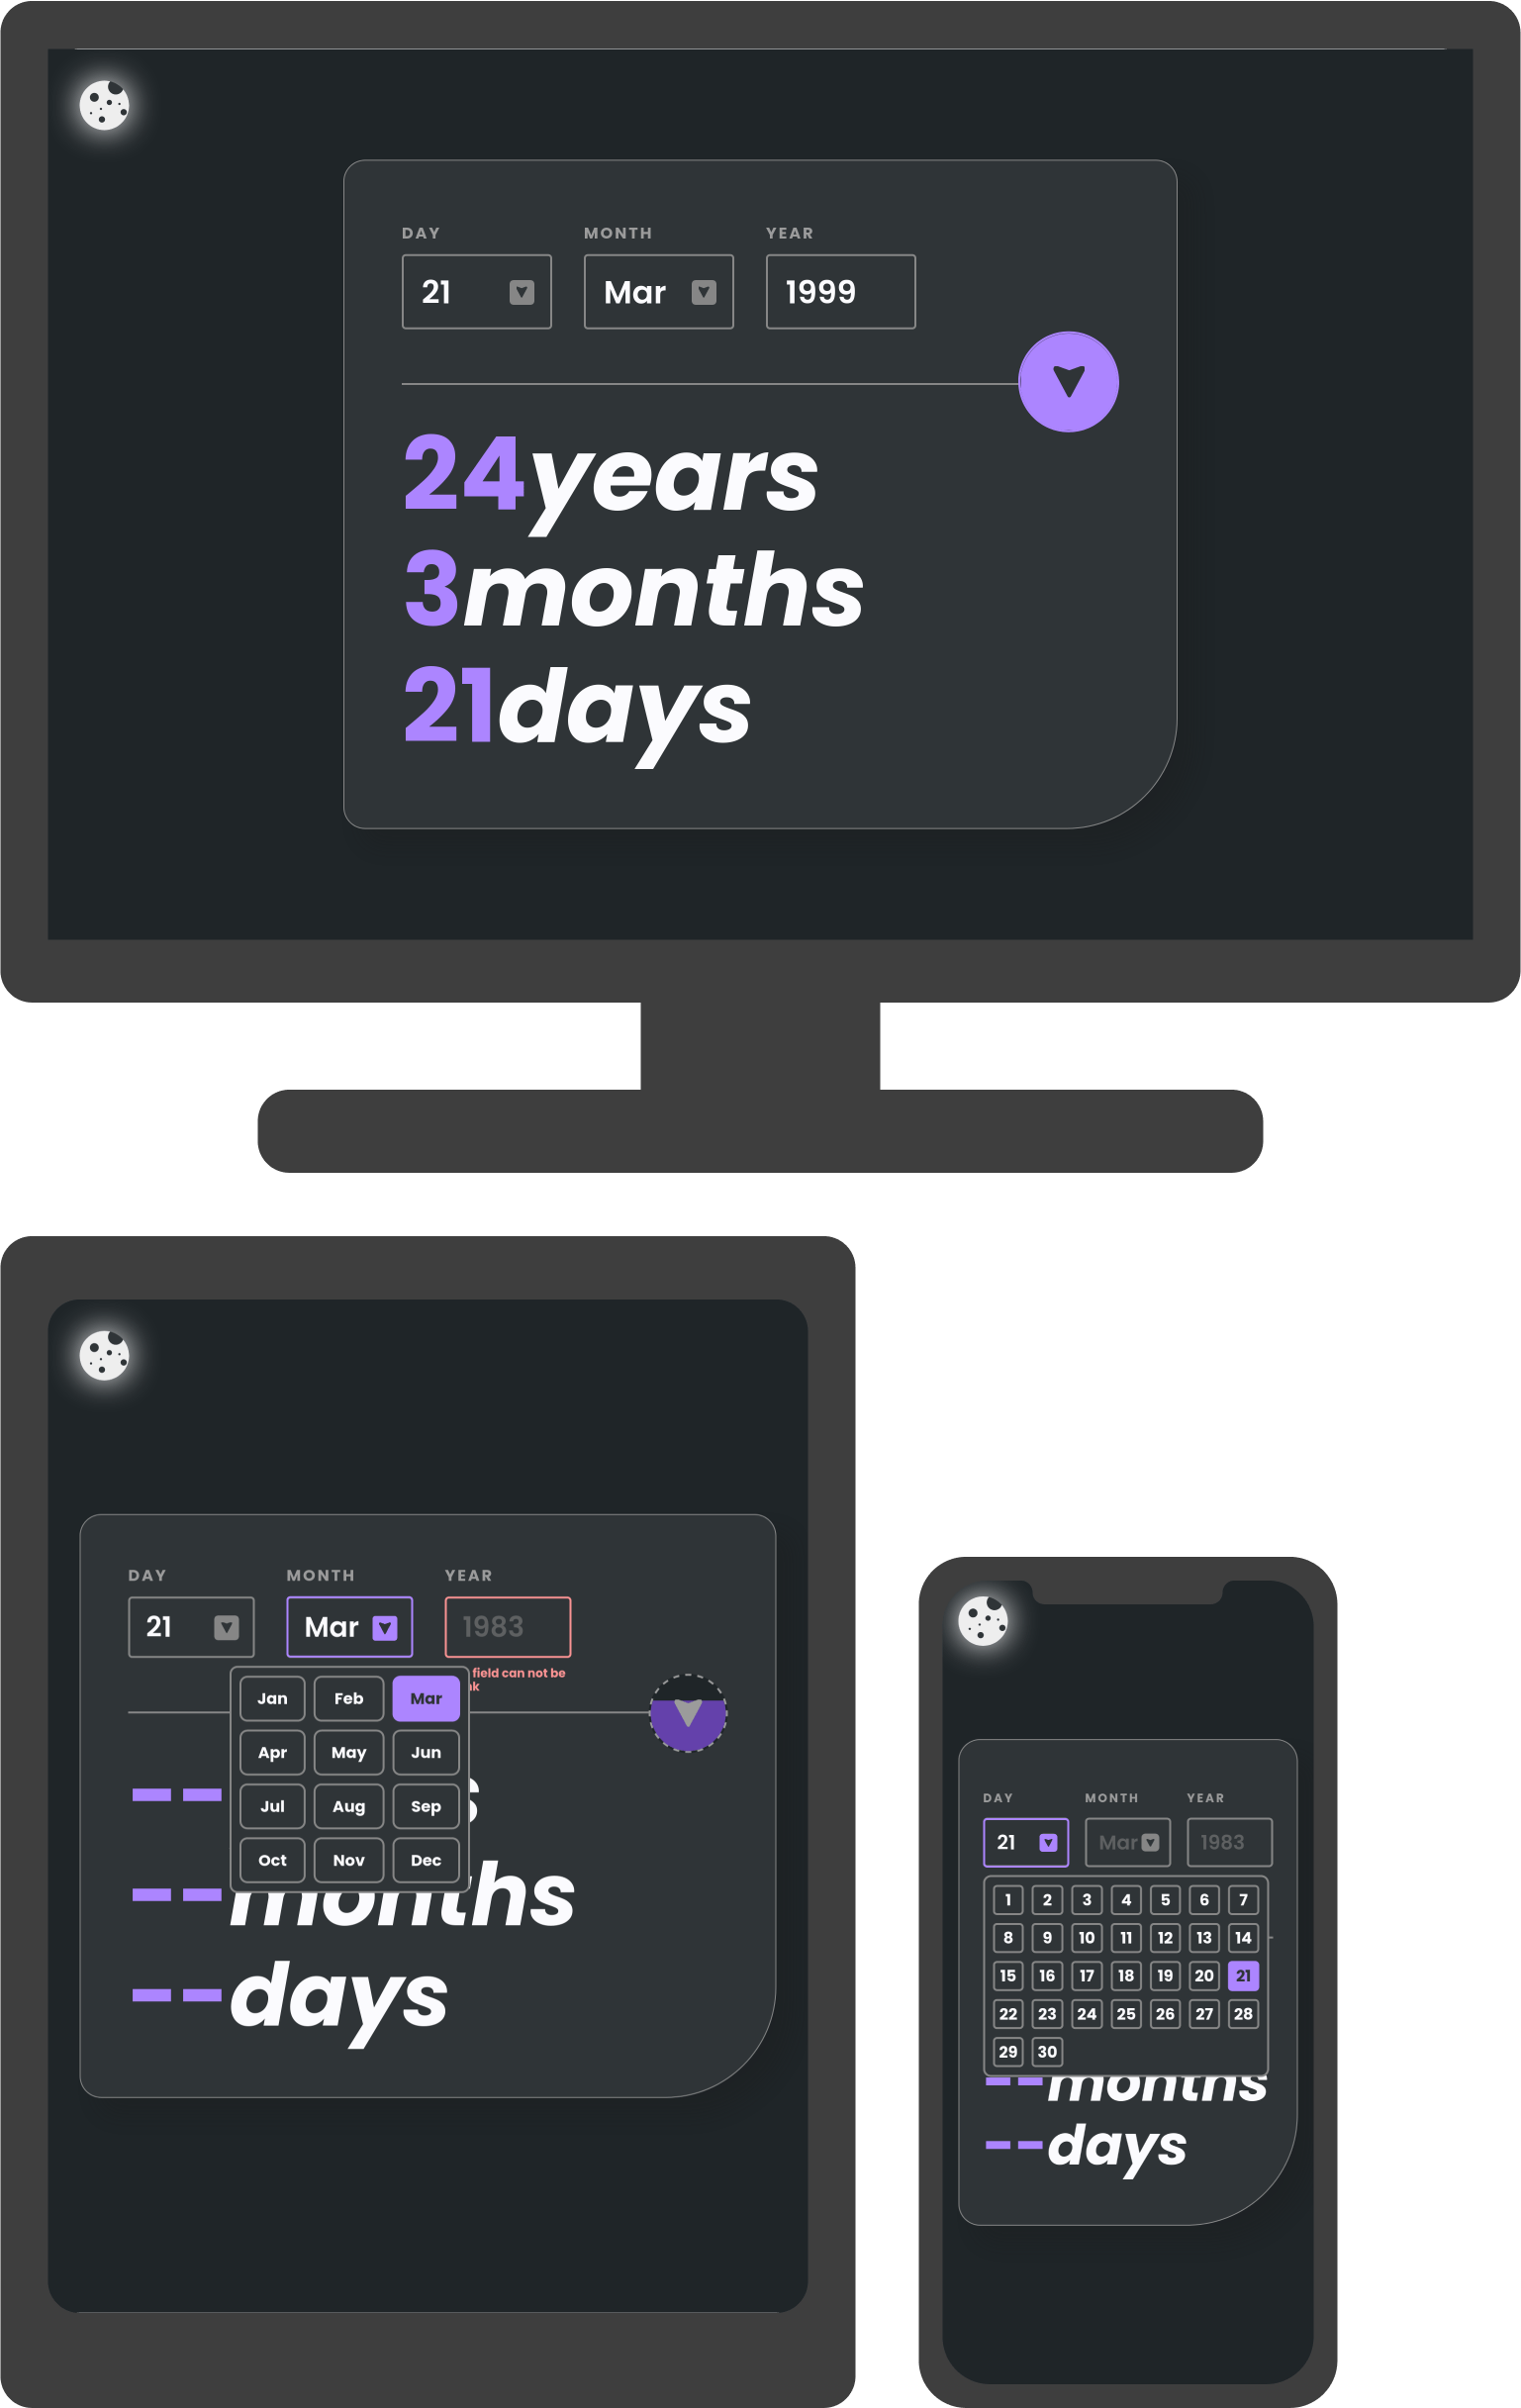 DAY MONTH YEAR
21 Mar 1999
24years
3months
21days
DAY MONTH YEAR
21 Mar 1983
field can not be
Jan Feb Mar
Apr May Jun
Jul Aug Sep
Oct Nov Dec
--
--months
--days
DAY MONTH YEAR
21 Mar 1983
1 2 3 4 5 6 7
8 9 10 11 12 13 14
15 16 17 18 19 20 21
22 23 24 25 26 27 28
29 30
--months
--days